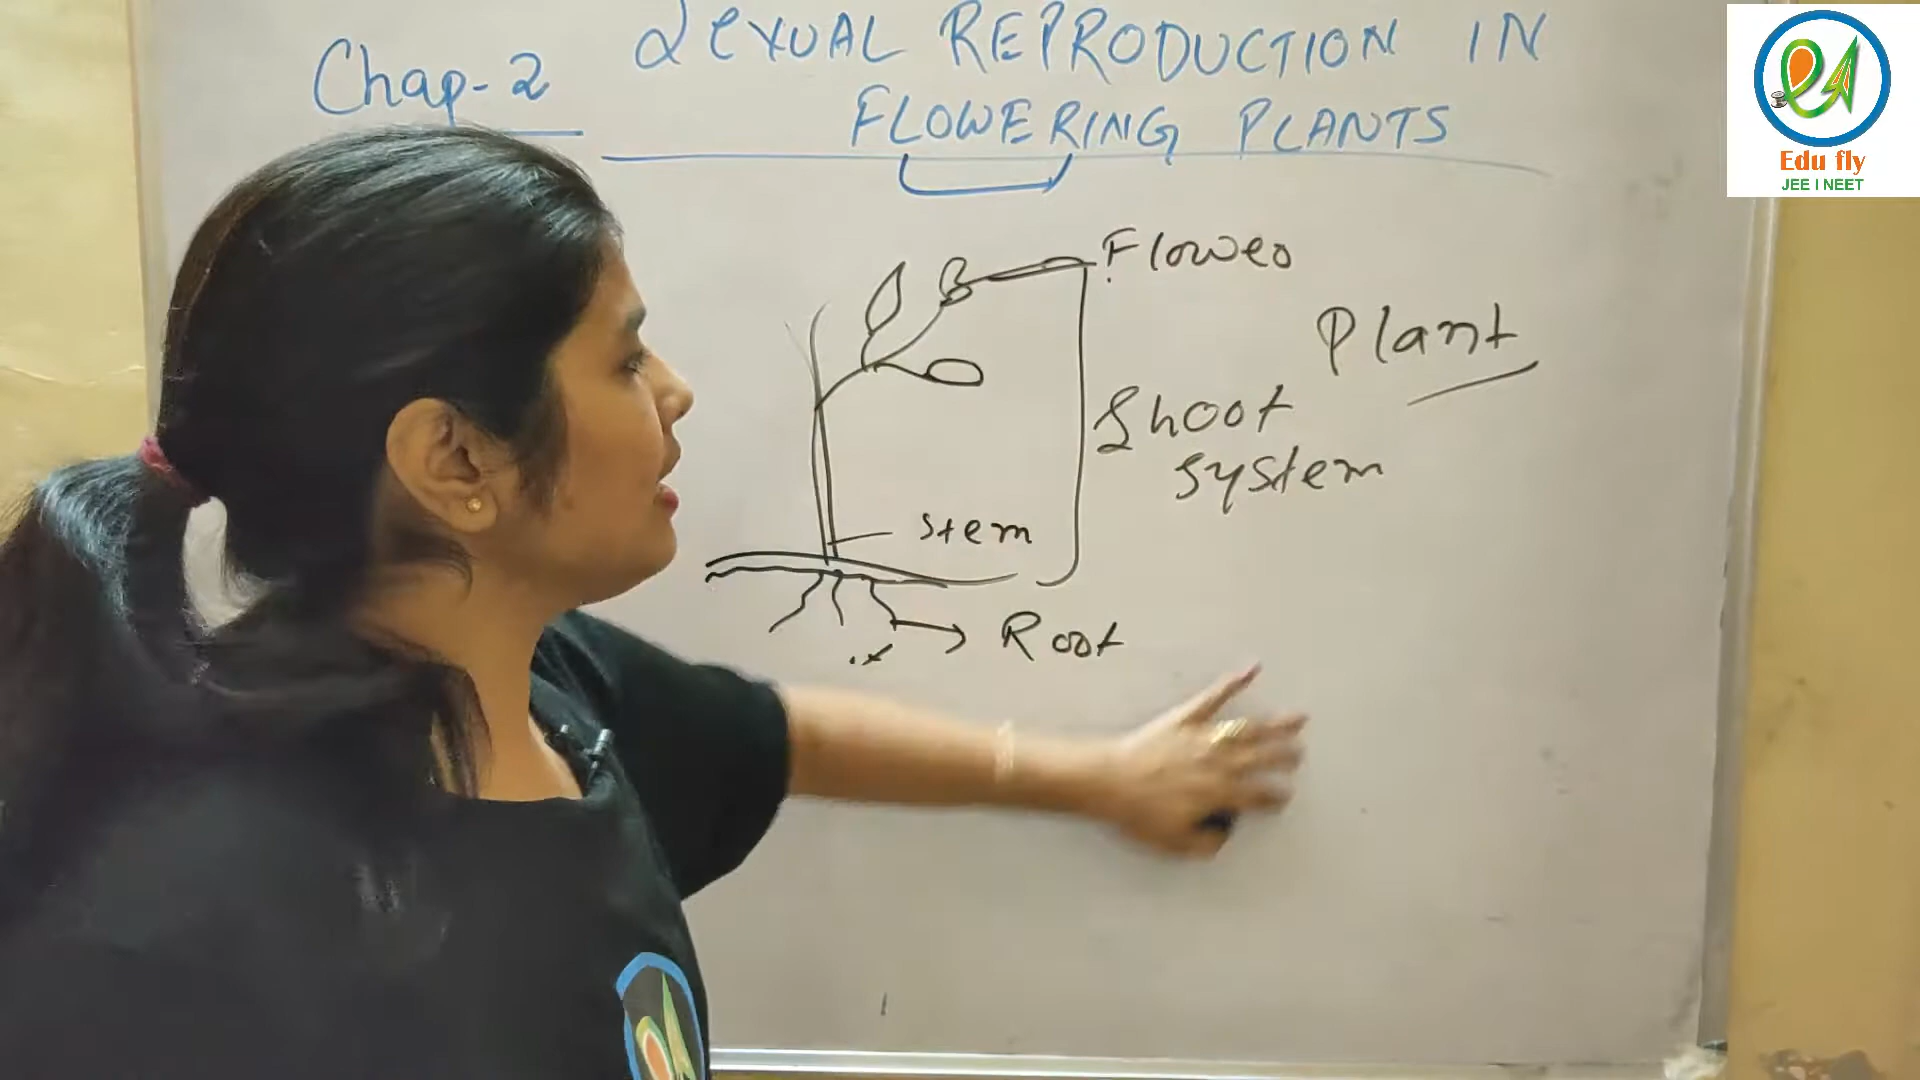 Chap-2
SEXUAL REPRODUCTION IN
FLOWERING PLANTS
Flower
Plant
Shoot
system
stem
Root
Edu fly
JEE I NEET